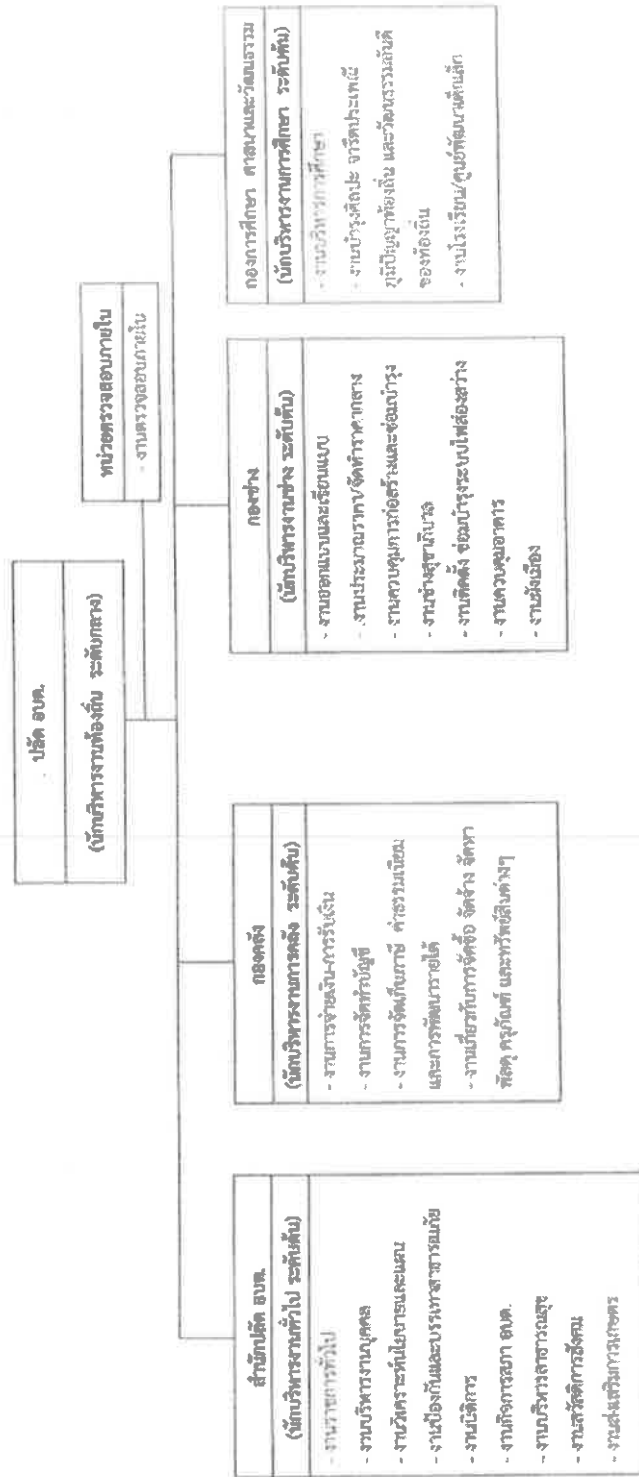 ปลัด อบต.
(นักบริหารงานท้องถิ่น ระดับกลาง)
หน่วยตรวจสอบภายใน
- งานตรวจสอบภายใน
สำนักปลัด อบต.
(นักบริหารงานทั่วไป ระดับต้น)
- งานราชการทั่วไป
- งานบริหารงานบุคคล
- งานวิเคราะห์นโยบายและแผน
- งานป้องกันและบรรเทาสาธารณภัย
- งานนิติการ
- งานกิจการสภา อบต.
- งานบริหารสาธารณสุข
- งานสวัสดิการสังคม
- งานส่งเสริมการเกษตร
กองคลัง
(นักบริหารงานการคลัง ระดับต้น)
- งานการจ่ายเงิน-การรับเงิน
- งานการจัดทำบัญชี
- งานการจัดเก็บภาษี ค่าธรรมเนียม
และการพัฒนารายได้
- งานเกี่ยวกับการจัดซื้อ จัดจ้าง จัดหา
พัสดุ ครุภัณฑ์ และทรัพย์สินต่างๆ
กองช่าง
(นักบริหารงานช่าง ระดับต้น)
- งานออกแบบและเขียนแบบ
- งานประมาณราคา/จัดทำราคากลาง
- งานควบคุมการก่อสร้างและซ่อมบำรุง
- งานช่างสุขาภิบาล
- งานติดตั้ง ซ่อมบำรุงระบบไฟส่องสว่าง
- งานควบคุมอาคาร
- งานผังเมือง
กองการศึกษา ศาสนาและวัฒนธรรม
(นักบริหารงานการศึกษา ระดับต้น)
- งานบริหารการศึกษา
- งานบำรุงศิลปะ จารีตประเพณี
ภูมิปัญญาท้องถิ่น และวัฒนธรรมอันดี
ของท้องถิ่น
- งานโรงเรียน/ศูนย์พัฒนาเด็กเล็ก